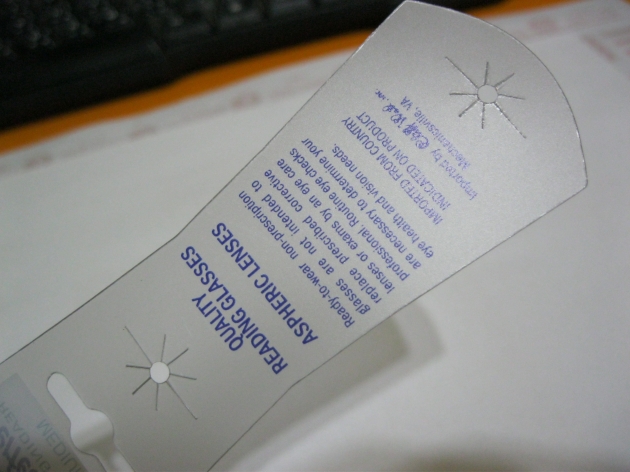 QUALITY
READING GLASSES
ASPHERIC LENSES
Ready-to-wear non-prescription
glasses are not intended to
replace prescribed corrective
lenses or exams by an eye care
professional. Routine eye checks
are necessary to determine your
eye health and vision needs.
IMPORTED FROM COUNTRY
INDICATED ON PRODUCT
Imported by
Mechanicsville, VA